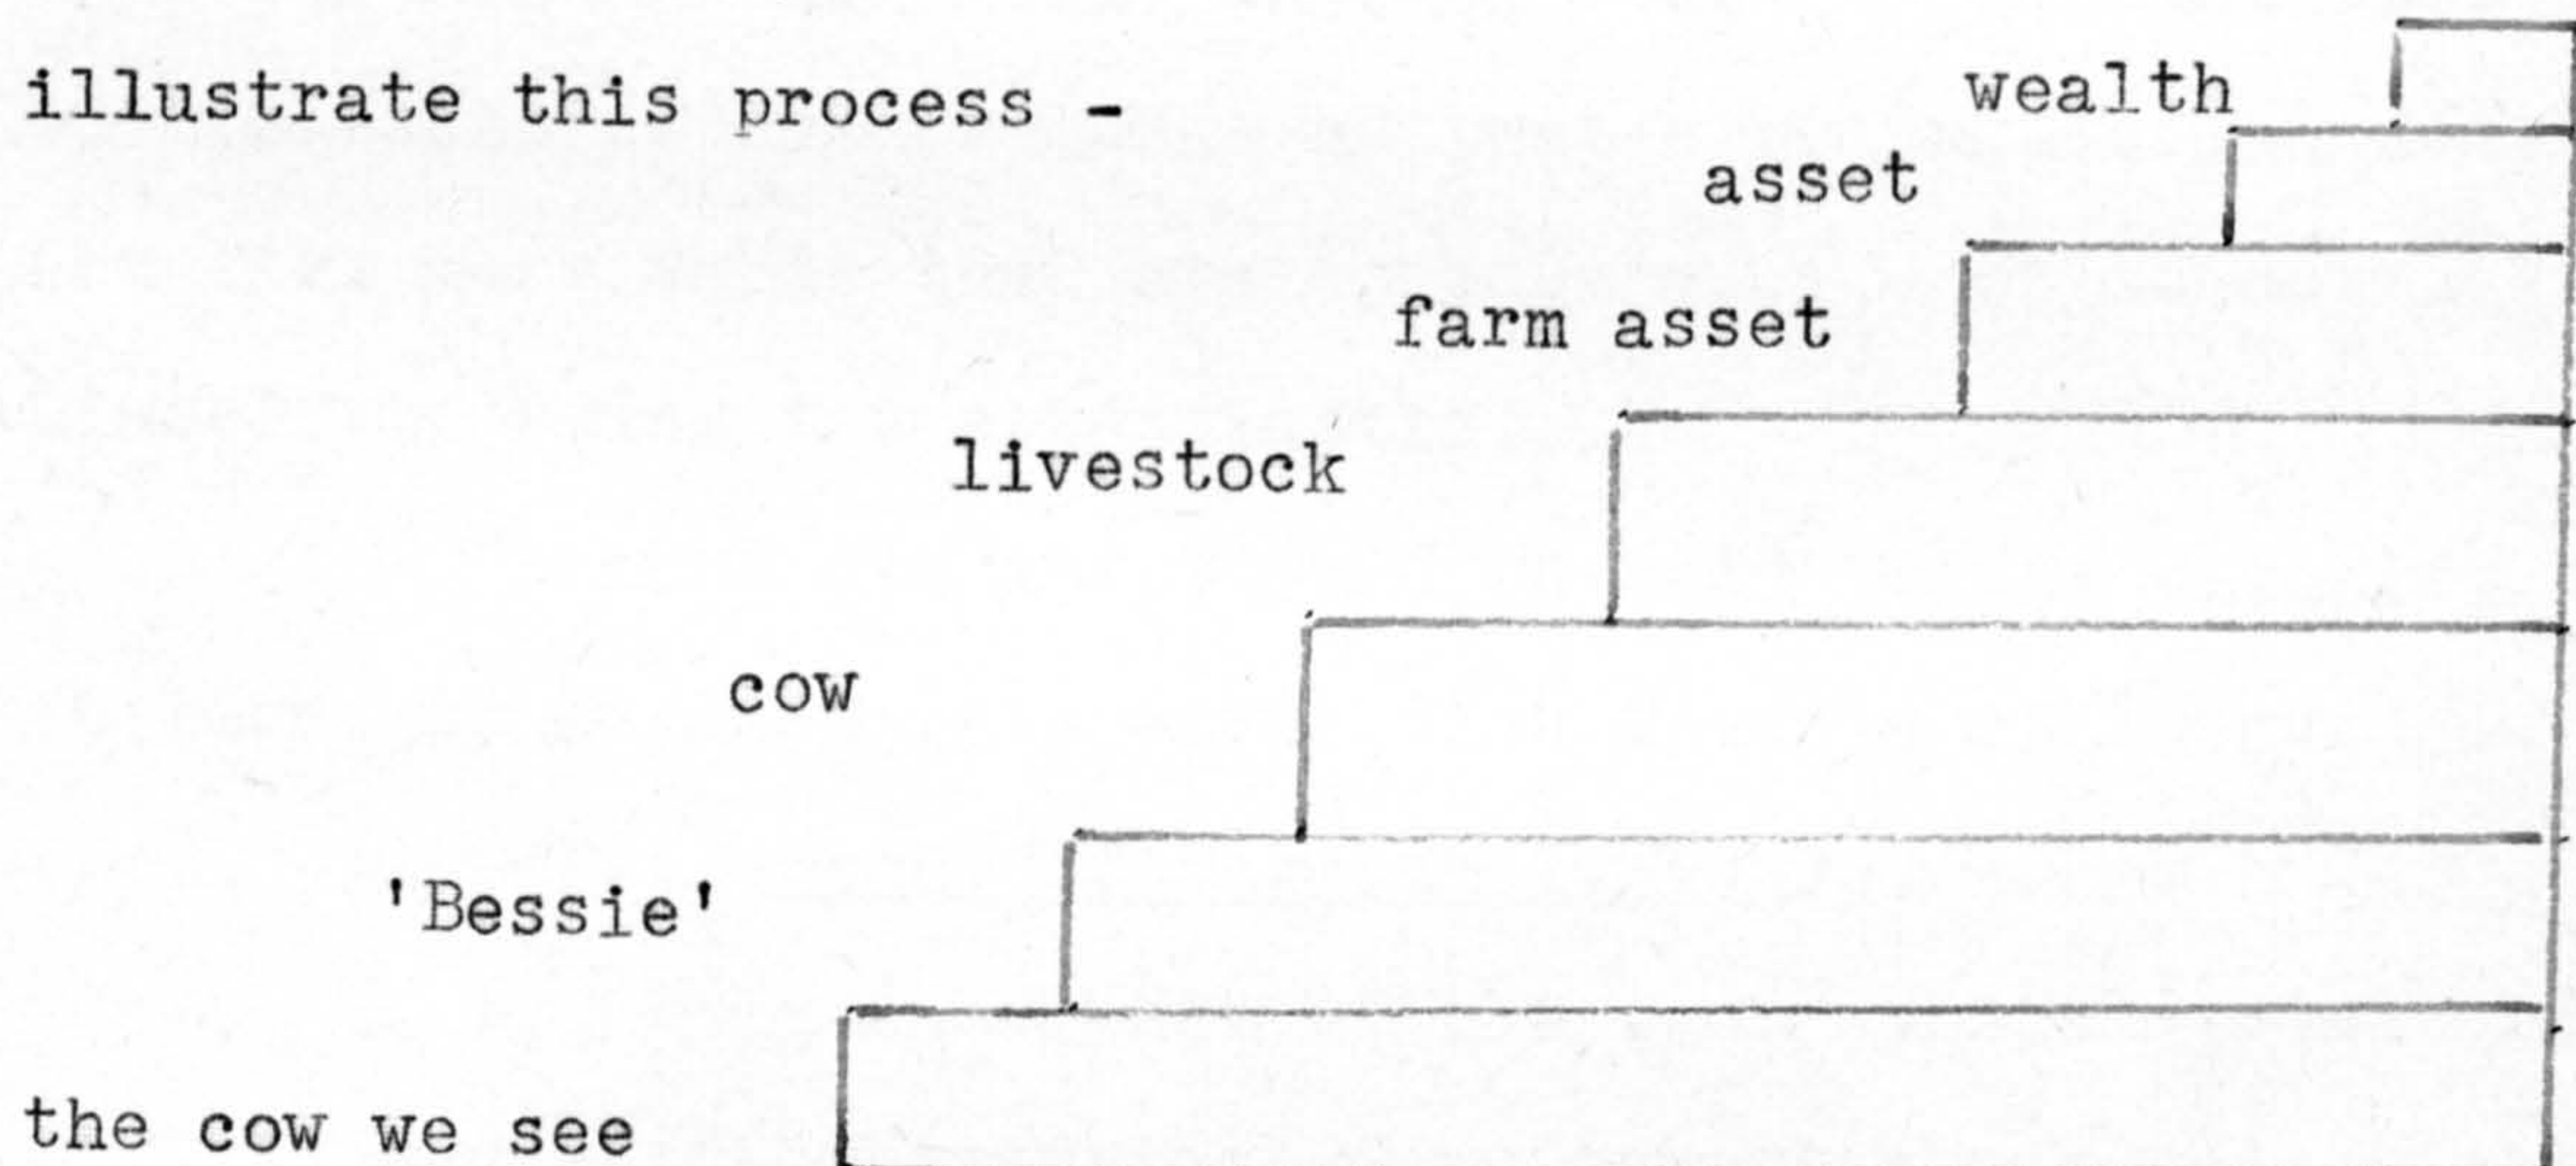 illustrate this process -
wealth
asset
farm asset
livestock
cow
'Bessie'
the cow we see